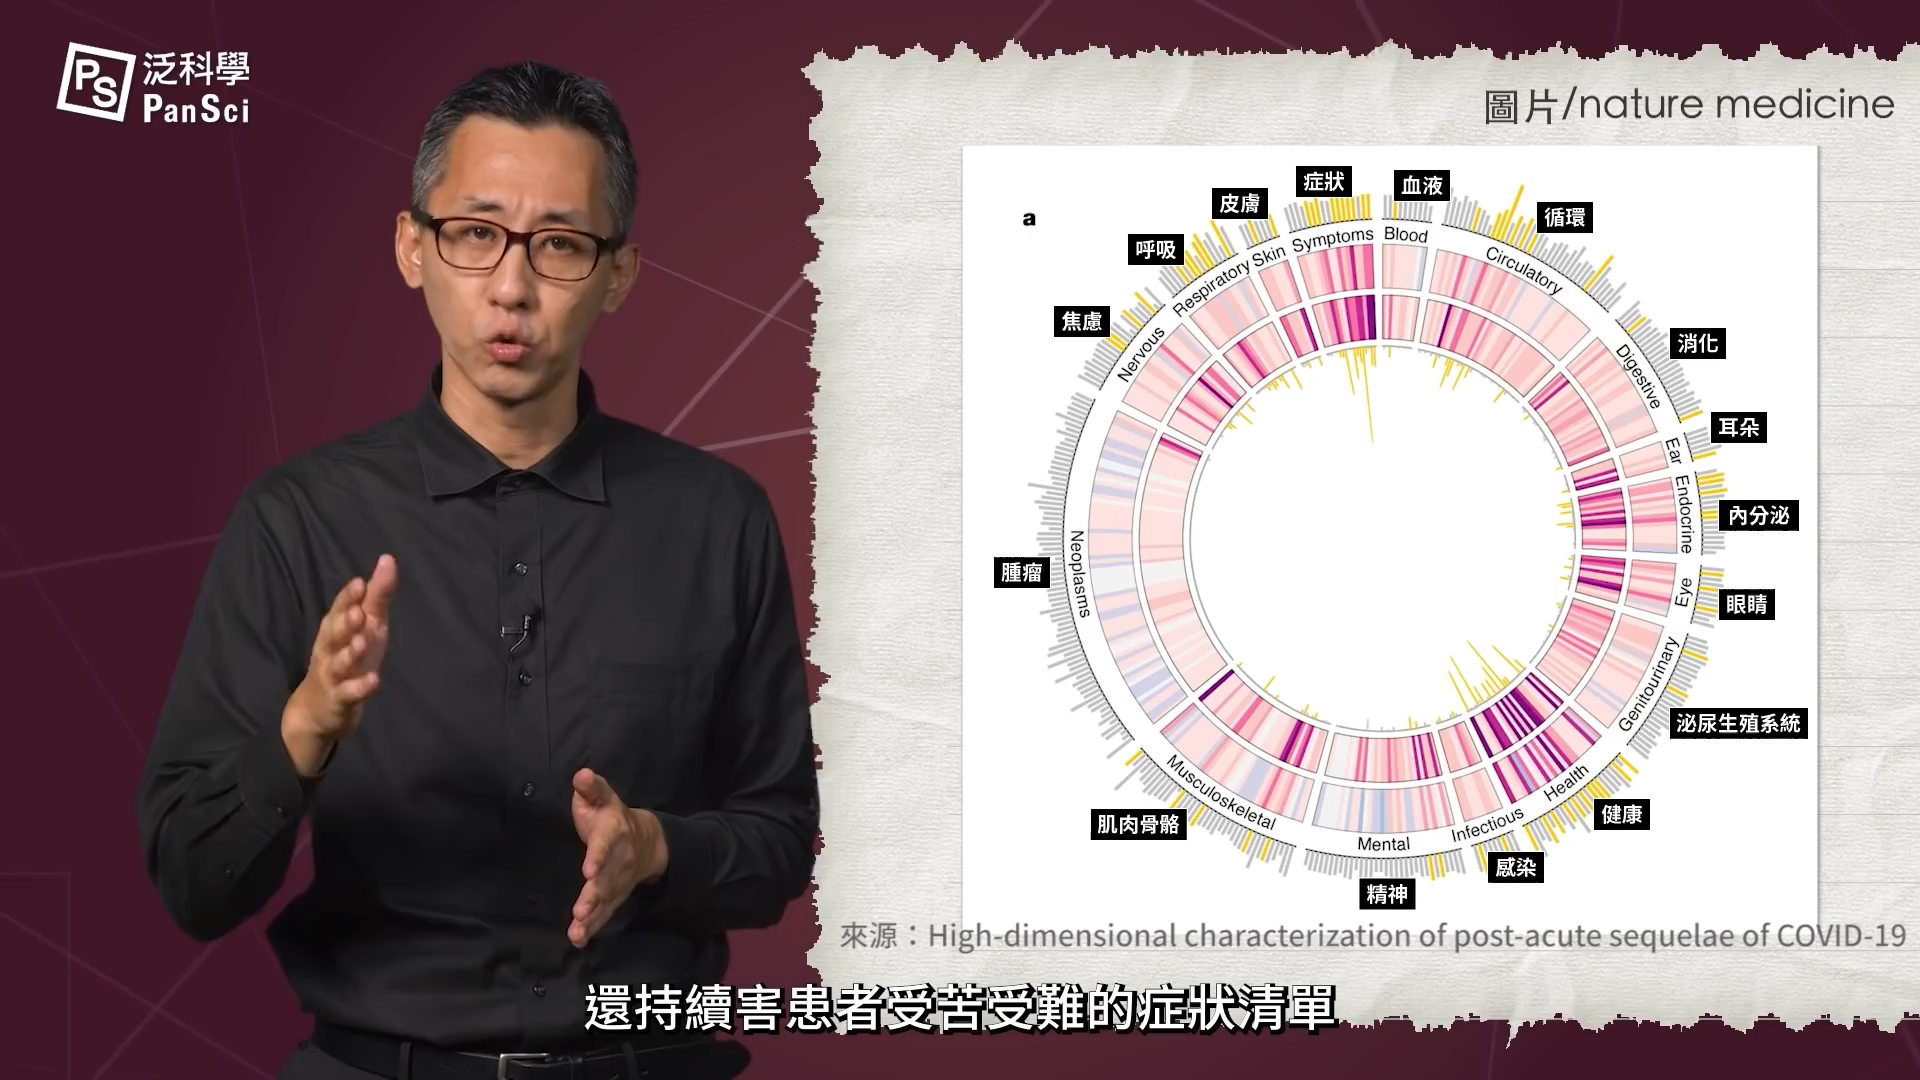 PS
泛科學
PanSci
圖片/nature medicine
a
症狀
血液
皮膚
循環
呼吸
焦慮
消化
耳朵
內分泌
腫瘤
眼睛
泌尿生殖系統
肌肉骨骼
健康
感染
精神
Symptoms
Blood
Circulatory
Digestive
Ear
Endocrine
Eye
Genitourinary
Health
Infectious
Mental
Musculoskeletal
Neoplasms
Nervous
Respiratory
Skin
來源：High-dimensional characterization of post-acute sequelae of COVID-19
還持續害患者受苦受難的症狀清單